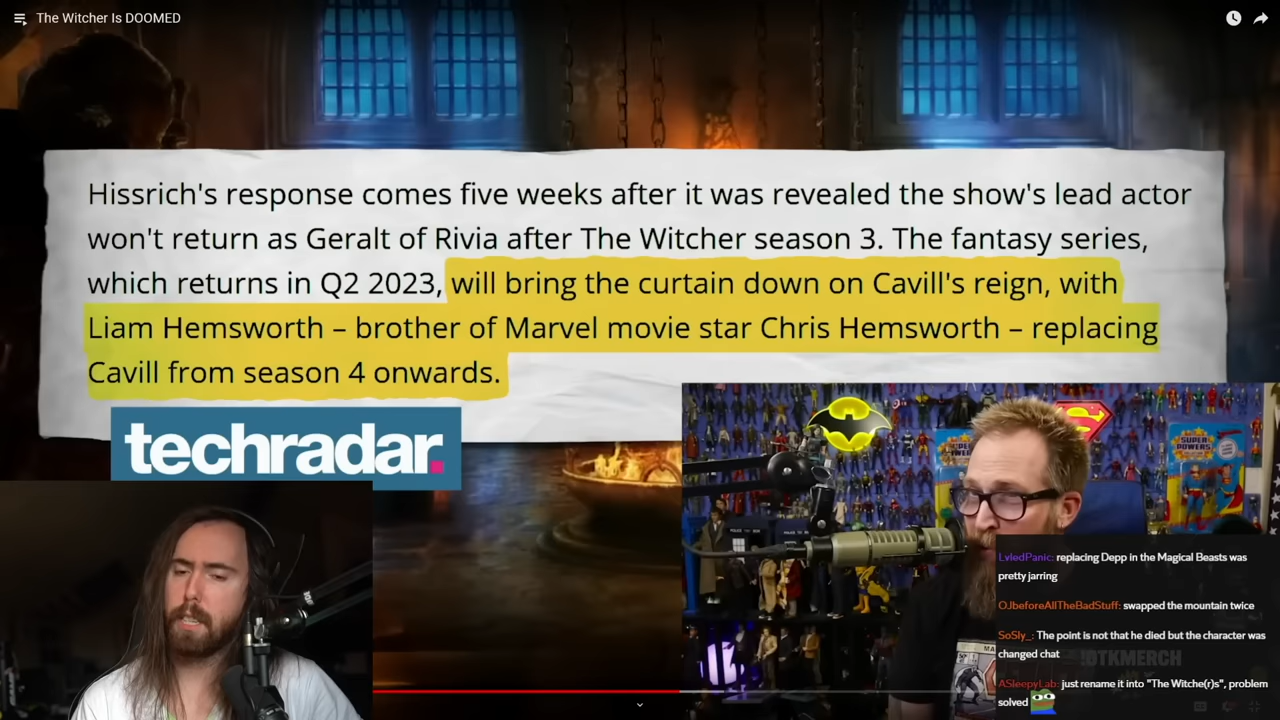 The Witcher Is DOOMED
Hissrich's response comes five weeks after it was revealed the show's lead actor
won't return as Geralt of Rivia after The Witcher season 3. The fantasy series,
which returns in Q2 2023, will bring the curtain down on Cavill's reign, with
Liam Hemsworth – brother of Marvel movie star Chris Hemsworth – replacing
Cavill from season 4 onwards.
techradar.
SUPER
POWERS
LvledPanic: replacing Depp in the Magical Beasts was
pretty jarring
OJbeforeAllTheBadStuff: swapped the mountain twice
SoSly_: The point is not that he died but the character was
changed chat
ASleepyLab: just rename it into "The Witche(r)s", problem
solved